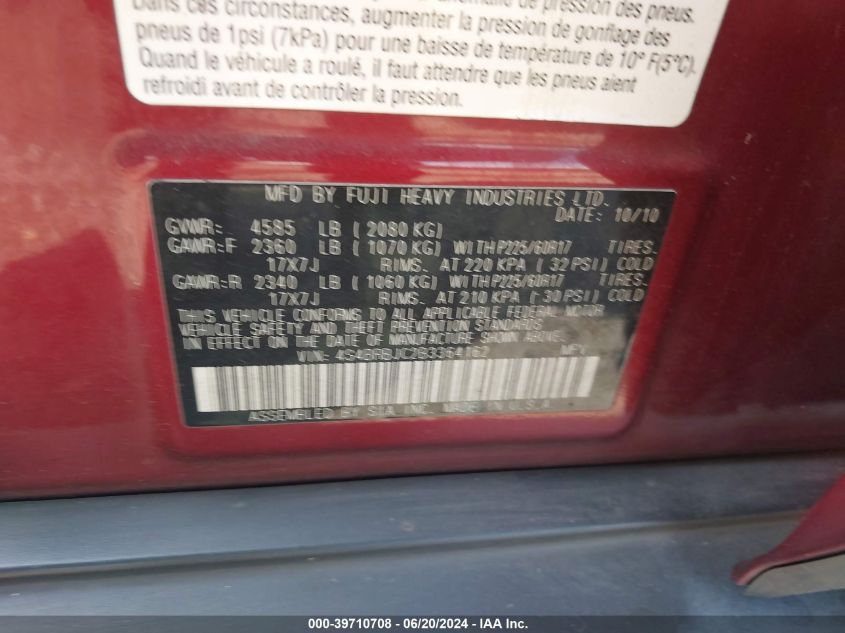 Dans ces circonstances, augmenter la pression de gonflage des
pneus de 1psi (7kPa) pour une baisse de température de 10° F(5°C).
Quand le véhicule a roulé, il faut attendre que les pneus aient
refroidi avant de contrôler la pression.
MFD BY FUJI HEAVY INDUSTRIES LTD.
DATE: 10/10
GVWR: 4585 LB ( 2080 KG)
GAWR:F 2360 LB ( 1070 KG) WITH P225/60R17 TIRES.
17X7J RIMS. AT 220 KPA ( 32 PSI) COLD
GAWR:R 2340 LB ( 1060 KG) WITH P225/60R17 TIRES.
17X7J RIMS. AT 210 KPA ( 30 PSI) COLD
THIS VEHICLE CONFORMS TO ALL APPLICABLE FEDERAL MOTOR
VEHICLE SAFETY AND THEFT PREVENTION STANDARDS
IN EFFECT ON THE DATE OF MANUFACTURE SHOWN ABOVE.
VIN: MPV
ASSEMBLED BY SIA INC. MADE IN U.S.A
000-39710708 - 06/20/2024 - IAA Inc.